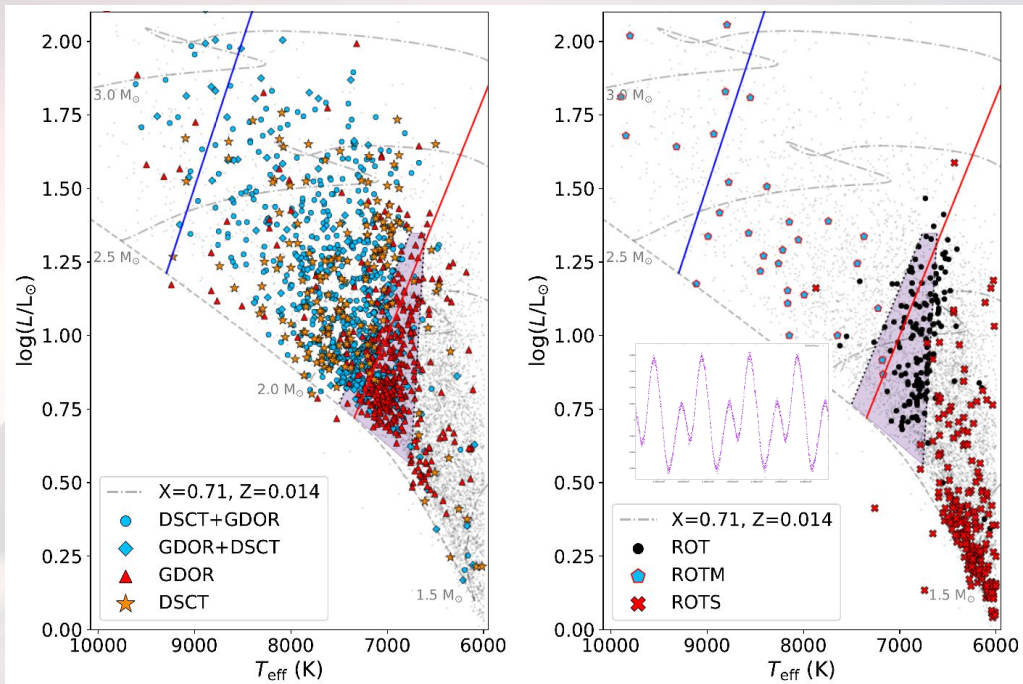 log(L/L☉)
2.00
1.75
1.50
1.25
1.00
0.75
0.50
0.25
0.00
3.0 M☉
2.5 M☉
2.0 M☉
1.5 M☉
X=0.71, Z=0.014
DSCT+GDOR
GDOR+DSCT
GDOR
DSCT
10000 9000 8000 7000 6000
Teff (K)
log(L/L☉)
2.00
1.75
1.50
1.25
1.00
0.75
0.50
0.25
0.00
3.0 M☉
2.5 M☉
1.5 M☉
X=0.71, Z=0.014
ROT
ROTM
ROTS
10000 9000 8000 7000 6000
Teff (K)